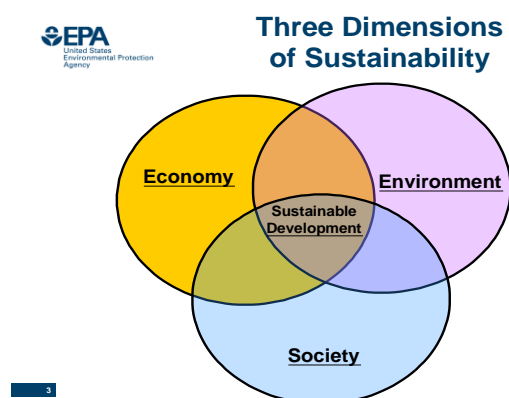 EPA
United States
Environmental Protection
Agency
Three Dimensions
of Sustainability
Economy
Environment
Sustainable
Development
Society
3